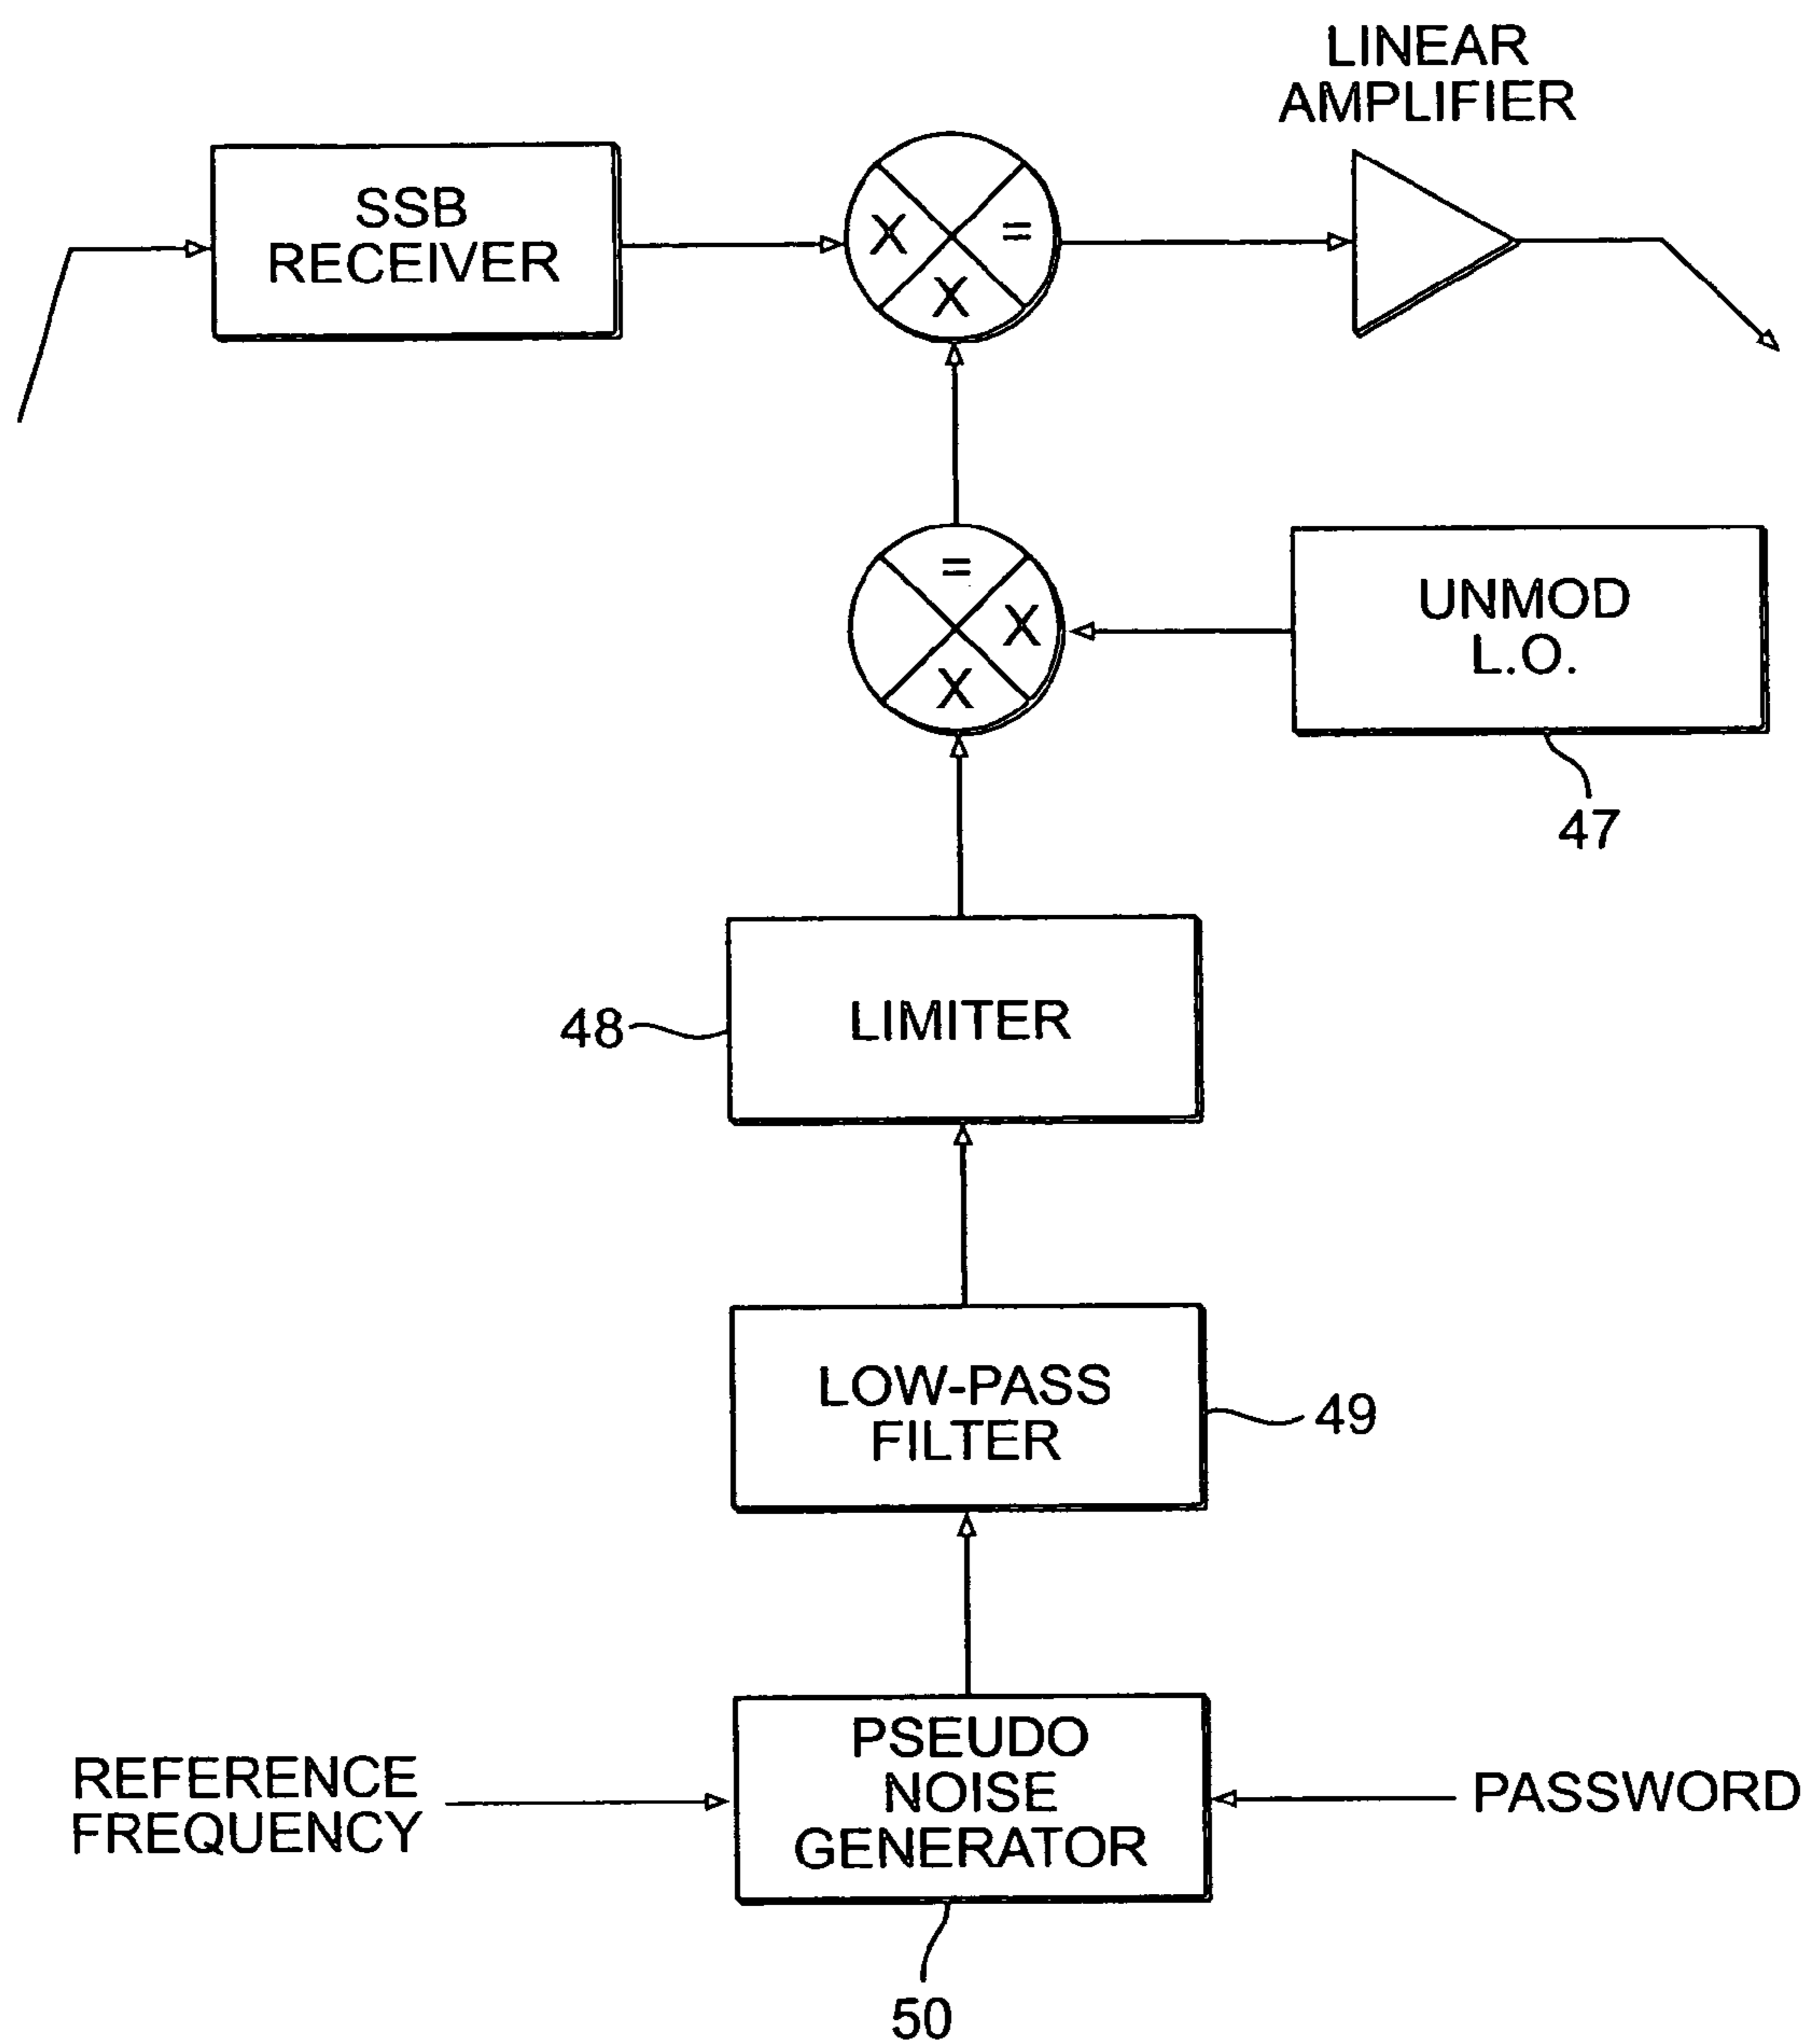 LINEAR
AMPLIFIER
SSB
RECEIVER
X
=
X
=
X
X
UNMOD
L.O.
47
LIMITER
48
LOW-PASS
FILTER
49
PSEUDO
NOISE
GENERATOR
REFERENCE
FREQUENCY
PASSWORD
50